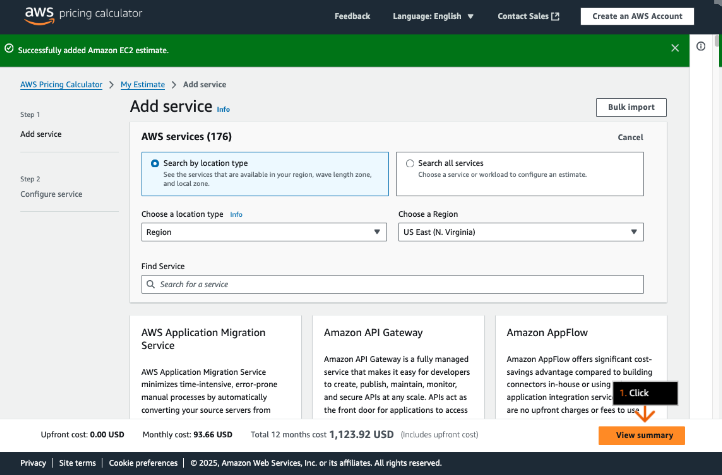 aws pricing calculator
Feedback
Language: English
Contact Sales
Create an AWS Account
Successfully added Amazon EC2 estimate.
AWS Pricing Calculator > My Estimate > Add service
Step 1
Add service
Step 2
Configure service
Add service Info
Bulk import
AWS services (176)
Cancel
Search by location type
See the services that are available in your region, wave length zone,
and local zone.
Search all services
Choose a service or workload to configure an estimate.
Choose a location type Info
Region
Choose a Region
US East (N. Virginia)
Find Service
Search for a service
AWS Application Migration
Service
AWS Application Migration Service
minimizes time-intensive, error-prone
manual processes by automatically
converting your source servers from
Amazon API Gateway
Amazon API Gateway is a fully managed
service that makes it easy for developers
to create, publish, maintain, monitor,
and secure APIs at any scale. APIs act as
the front door for applications to access
Amazon AppFlow
Amazon AppFlow offers significant cost-
savings advantage compared to building
connectors in-house or using
application integration
are no upfront charges or fees to use
1. Click
Upfront cost: 0.00 USD
Monthly cost: 93.66 USD
Total 12 months cost 1,123.92 USD (Includes upfront cost)
View summary
Privacy | Site terms | Cookie preferences | © 2025, Amazon Web Services, Inc. or its affiliates. All rights reserved.